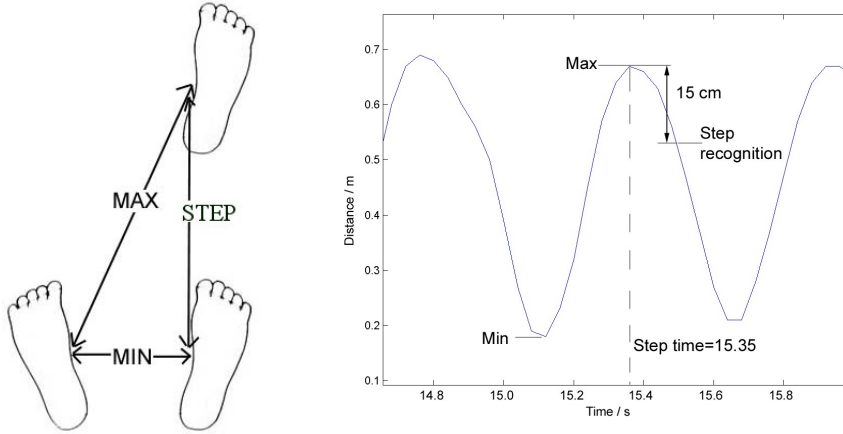 MAX
STEP
MIN
0.7
0.6
0.5
0.4
0.3
0.2
0.1
Distance / m
Max
15 cm
Step
recognition
Min
Step time=15.35
14.8
15.0
15.2
15.4
15.6
15.8
Time / s